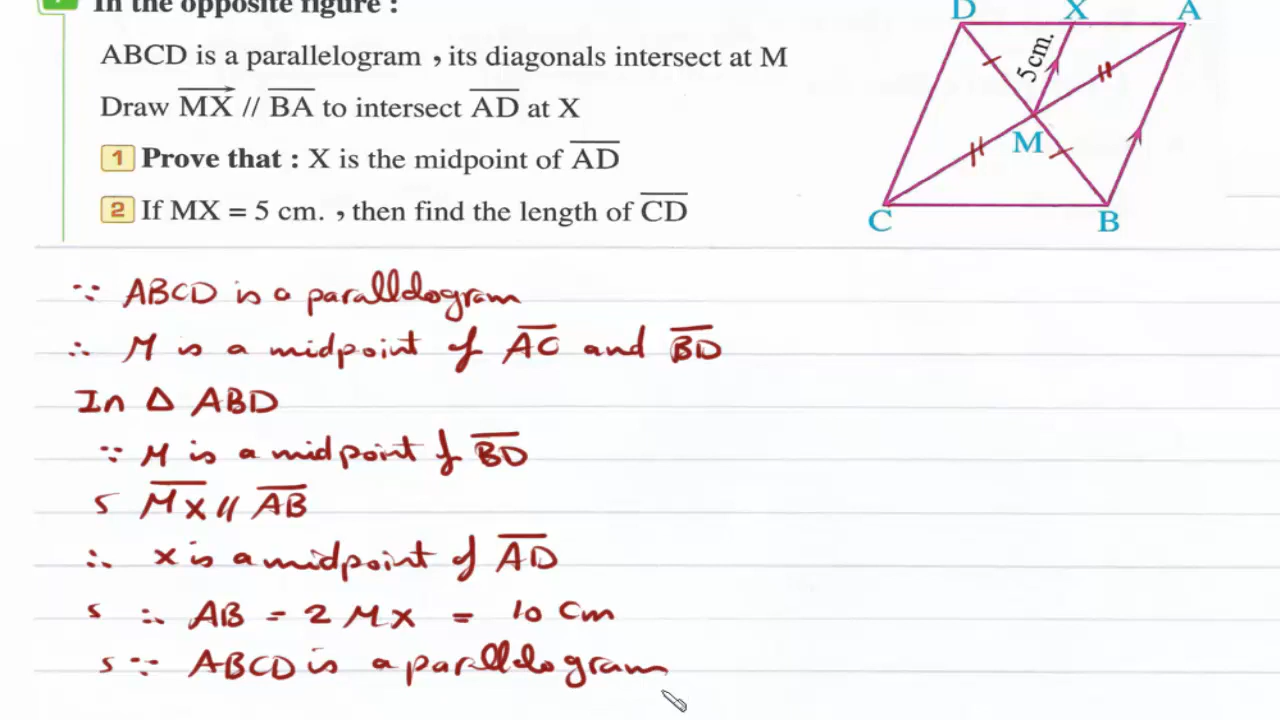 In the opposite figure :
ABCD is a parallelogram , its diagonals intersect at M
Draw MX // BA to intersect AD at X
1 Prove that : X is the midpoint of AD
2 If MX = 5 cm. , then find the length of CD
D X A
5 cm.
M
C B
∵ ABCD is a parallelogram
∴ M is a midpoint of AC and BD
In Δ ABD
∵ M is a midpoint of BD
, MX // AB
∴ X is a midpoint of AD
, ∴ AB = 2 MX = 10 cm
, ∵ ABCD is a parallelogram